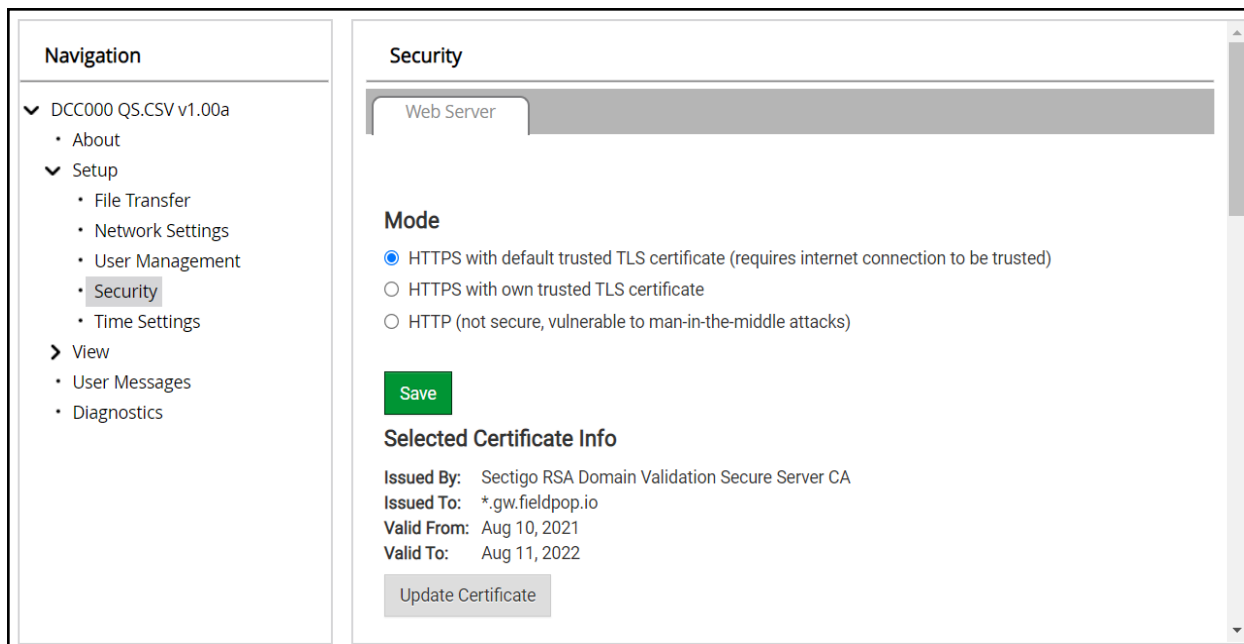 Navigation
DCC000 QS.CSV v1.00a
About
Setup
File Transfer
Network Settings
User Management
Security
Time Settings
View
User Messages
Diagnostics
Security
Web Server
Mode
HTTPS with default trusted TLS certificate (requires internet connection to be trusted)
HTTPS with own trusted TLS certificate
HTTP (not secure, vulnerable to man-in-the-middle attacks)
Save
Selected Certificate Info
Issued By: Sectigo RSA Domain Validation Secure Server CA
Issued To: *.gw.fieldpop.io
Valid From: Aug 10, 2021
Valid To: Aug 11, 2022
Update Certificate